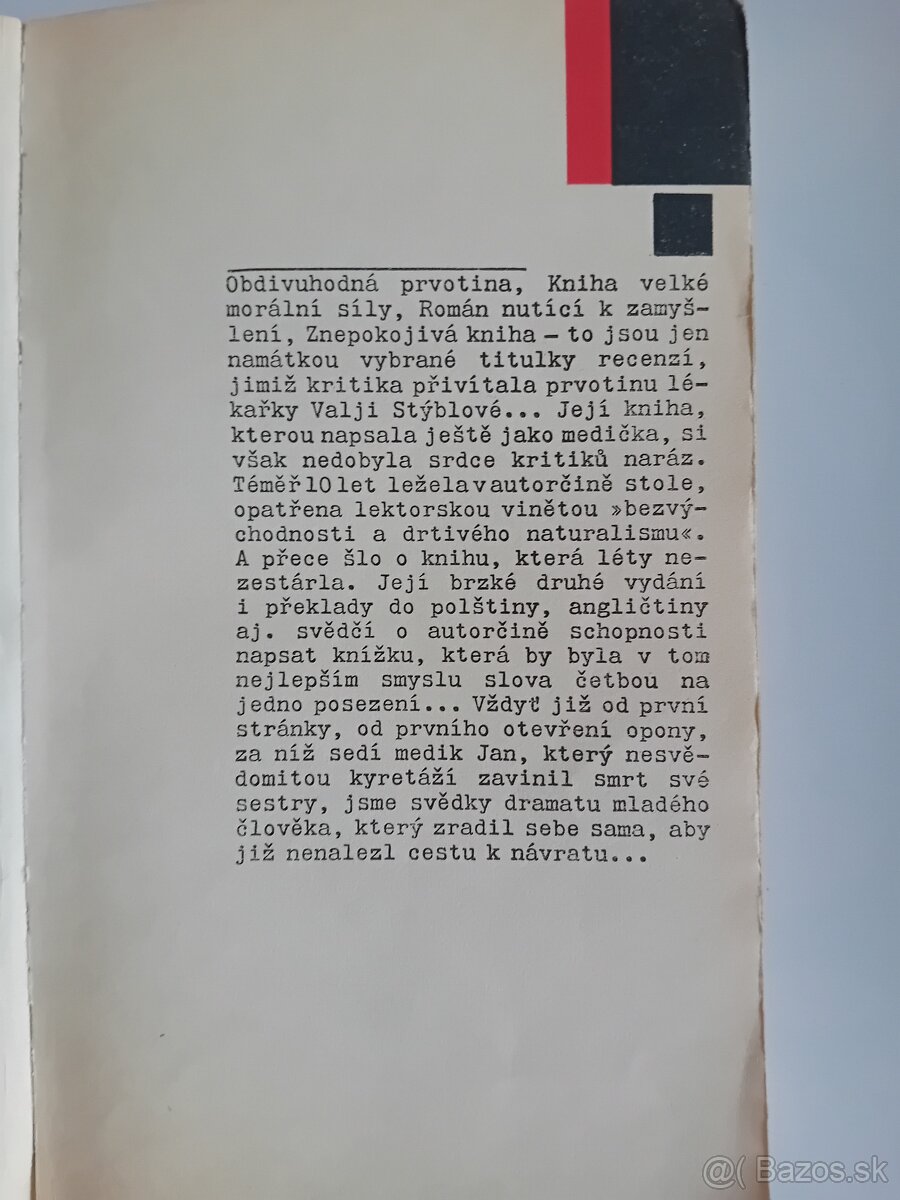 Obdivuhodná prvotina, Kniha velké
morální síly, Román nutící k zamyš-
lení, Znepokojivá kniha – to jsou jen
namátkou vybrané titulky recenzí,
jimiž kritika přivítala prvotinu lé-
kařky Valji Stýblové... Její kniha,
kterou napsala ještě jako medička, si
však nedobyla srdce kritiků naráz.
Téměř 10 let ležela v autorčině stole,
opatřena lektorskou vinětou »bezvý-
chodnosti a drtivého naturalismu«.
A přece šlo o knihu, která léty ne-
zestárla. Její brzké druhé vydání
i překlady do polštiny, angličtiny
aj. svědčí o autorčině schopnosti
napsat knížku, která by byla v tom
nejlepším smyslu slova četbou na
jedno posezení... Vždyť již od první
stránky, od prvního otevření opony,
za níž sedí medik Jan, který nesvě-
domitou kyretáží zavinil smrt své
sestry, jsme svědky dramatu mladého
člověka, který zradil sebe sama, aby
již nenalezl cestu k návratu...
@( Bazos.sk